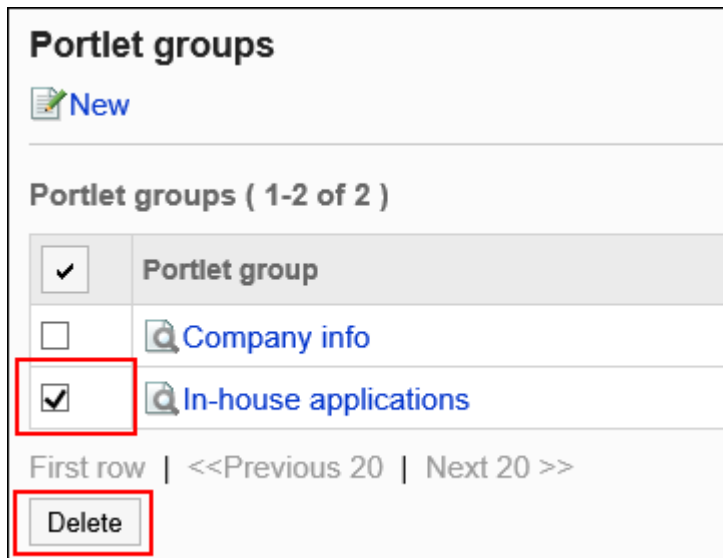 Portlet groups
New
Portlet groups ( 1-2 of 2 )
Portlet group
Company info
In-house applications
First row | <<Previous 20 | Next 20 >>
Delete